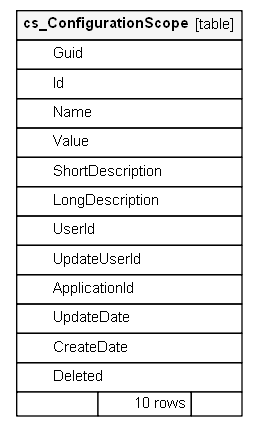 cs_ConfigurationScope [table]
Guid
Id
Name
Value
ShortDescription
LongDescription
UserId
UpdateUserId
ApplicationId
UpdateDate
CreateDate
Deleted
10 rows